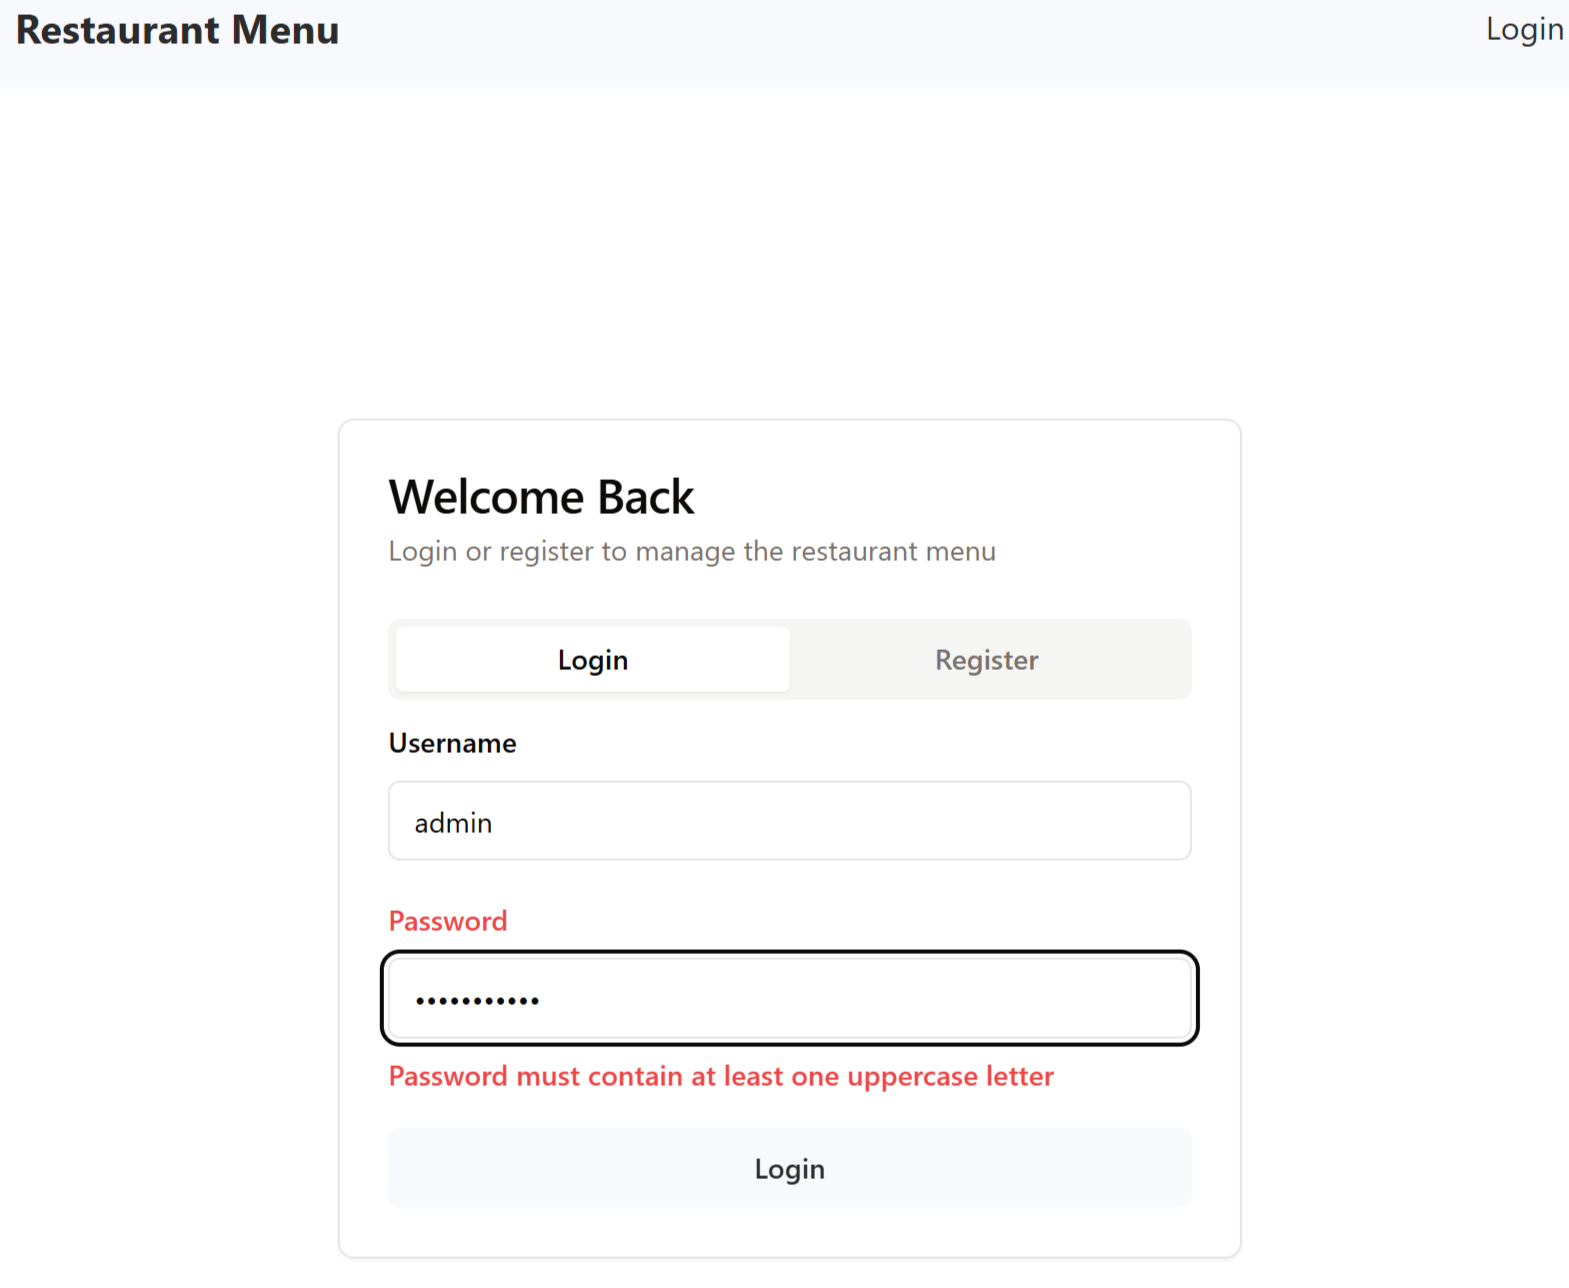 Restaurant Menu
Login
Welcome Back
Login or register to manage the restaurant menu
Login
Register
Username
admin
Password
•••••••••••
Password must contain at least one uppercase letter
Login